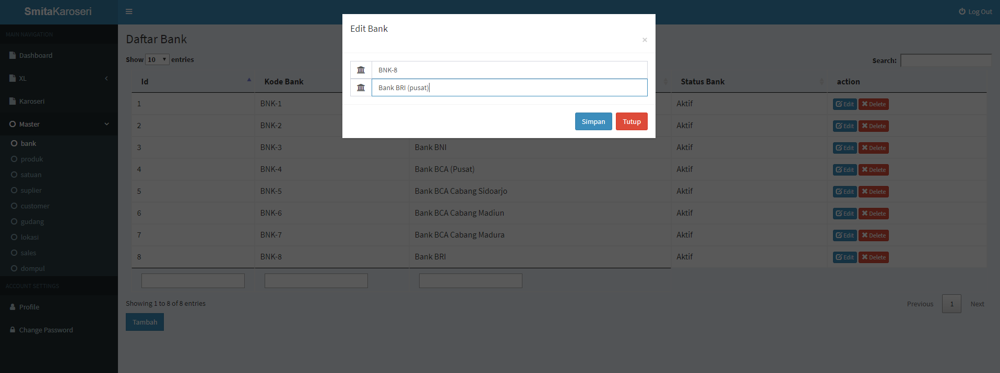 SmitaKaroseri
Log Out
MAIN NAVIGATION
Dashboard
XL
Karoseri
Master
bank
produk
satuan
suplier
customer
gudang
lokasi
sales
dompul
ACCOUNT SETTINGS
Profile
Change Password
Edit Bank
×
BNK-8
Bank BRI (pusat)
Simpan Tutup
Daftar Bank
Show 10 entries
Search:
Id Kode Bank Status Bank action
1 BNK-1 Aktif Edit Delete
2 BNK-2 Aktif Edit Delete
3 BNK-3 Bank BNI Aktif Edit Delete
4 BNK-4 Bank BCA (Pusat) Aktif Edit Delete
5 BNK-5 Bank BCA Cabang Sidoarjo Aktif Edit Delete
6 BNK-6 Bank BCA Cabang Madiun Aktif Edit Delete
7 BNK-7 Bank BCA Cabang Madura Aktif Edit Delete
8 BNK-8 Bank BRI Aktif Edit Delete
Showing 1 to 8 of 8 entries
Previous 1 Next
Tambah